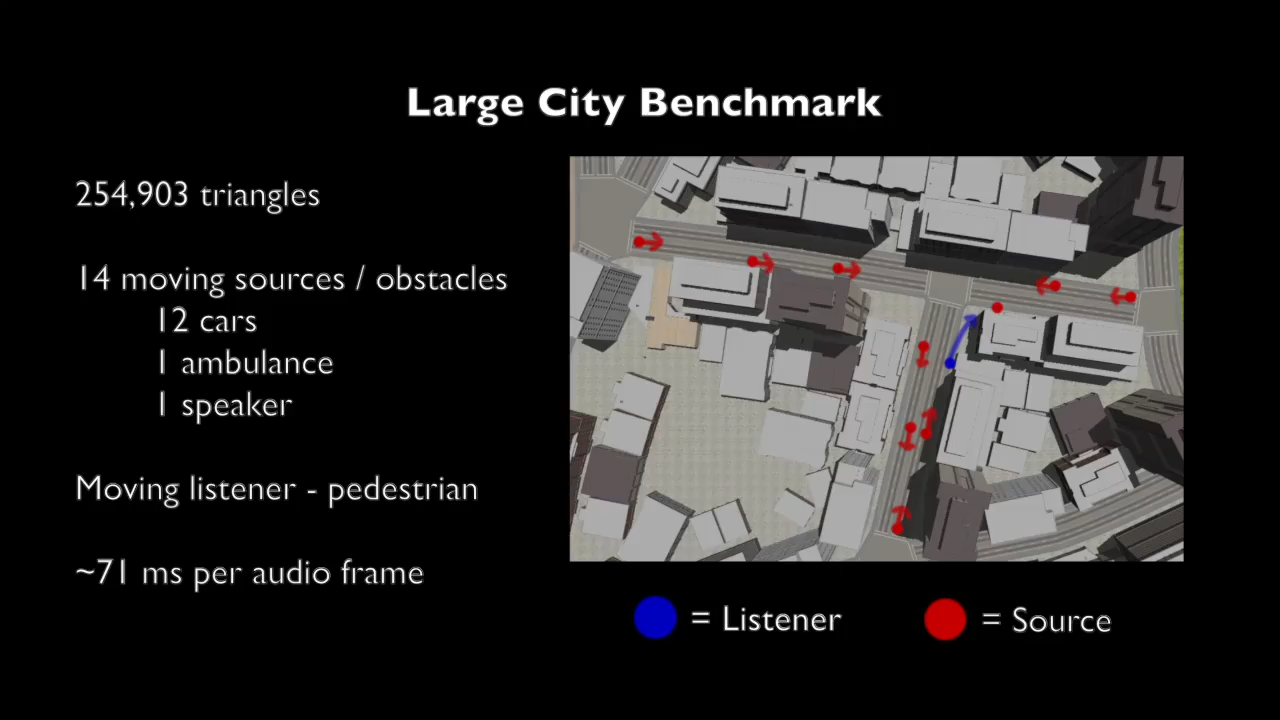 Large City Benchmark
254,903 triangles
14 moving sources / obstacles
12 cars
1 ambulance
1 speaker
Moving listener - pedestrian
~71 ms per audio frame
= Listener
= Source